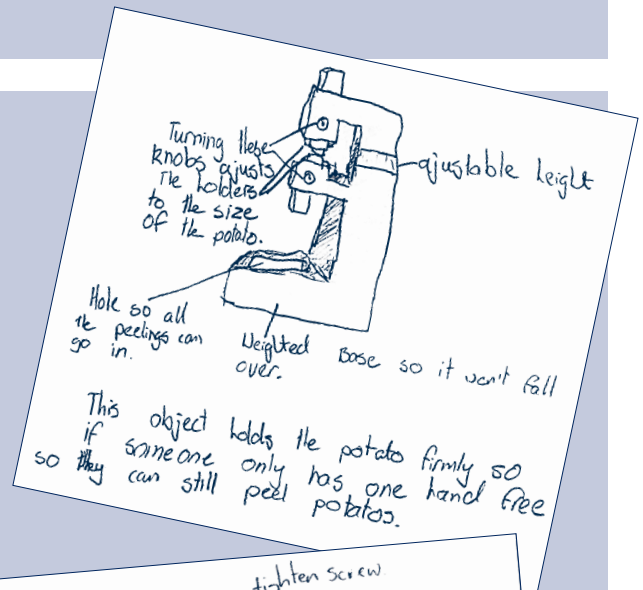 Turning these
knobs ajusts
the holders
to the size
of the potato.
ajustable height
Hole so all
the peelings can
go in.
Weighted Base so it won't fall
over.
This object holds the potato firmly so
if someone only has one hand free
so they can still peel potatos.
tighten screw.